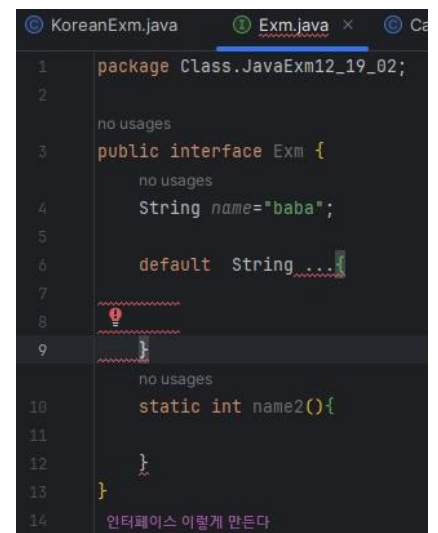 KoreanExm.java Exm.java × Ca
1 package Class.JavaExm12_19_02;
2
no usages
3 public interface Exm {
no usages
4 String name="baba";
5
6 default String ...{
7
8
9 }
no usages
10 static int name2(){
11
12 }
13 }
14 인터페이스 이렇게 만든다